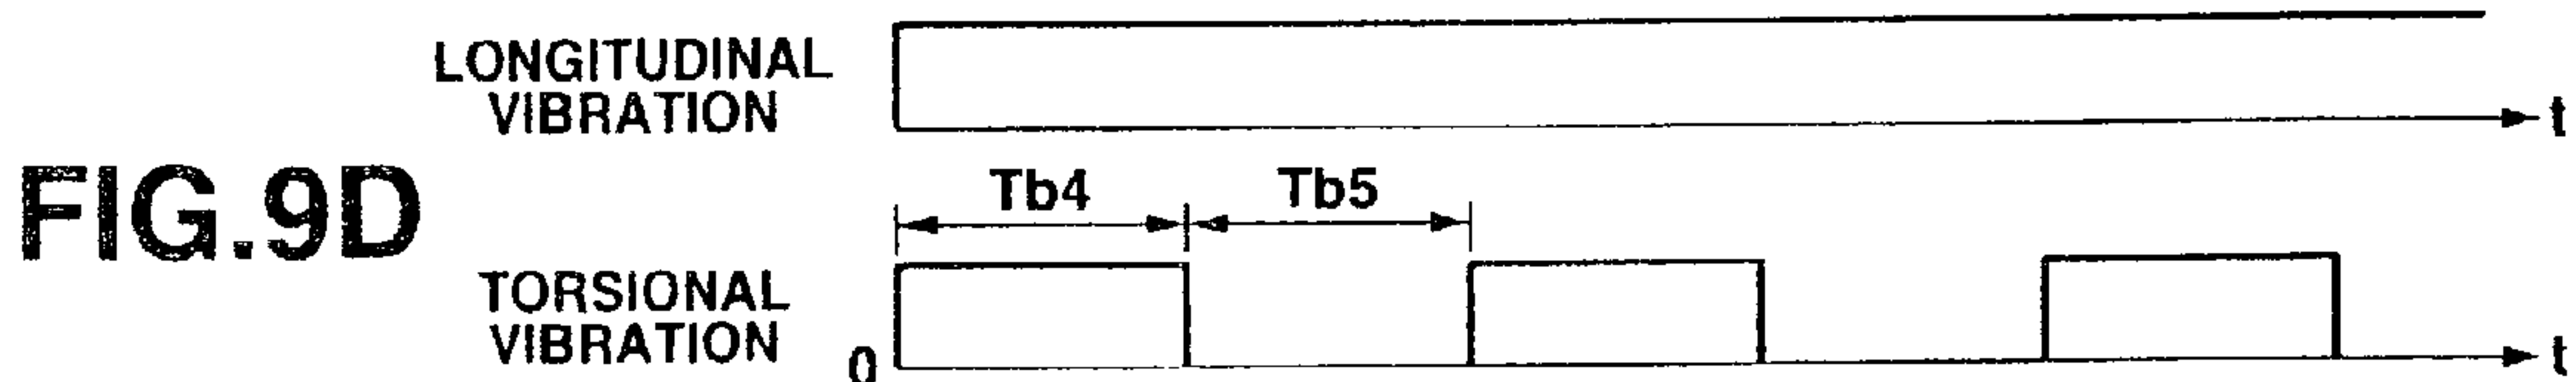 LONGITUDINAL
VIBRATION
t
FIG.9D
Tb4
Tb5
TORSIONAL
VIBRATION
0
t